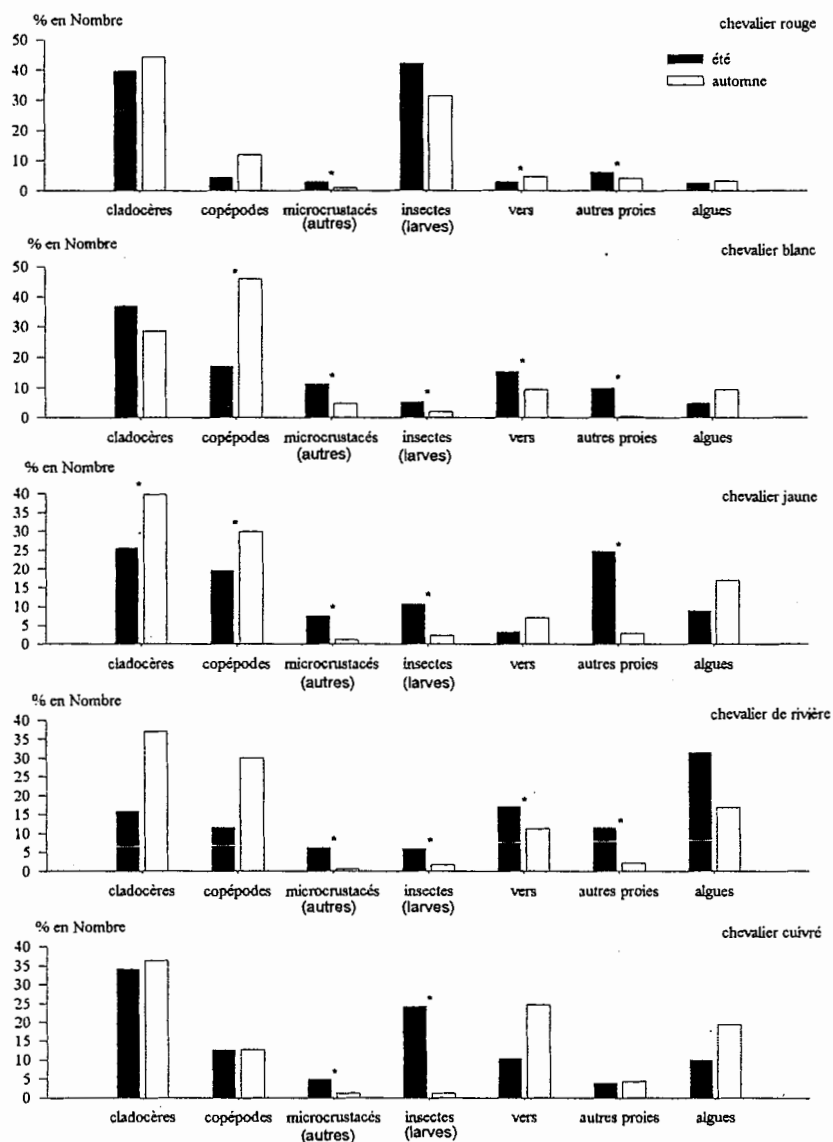 % en Nombre
chevalier rouge
50
40
30
20
10
0
été
automne
*
* *
cladocères copépodes microcrustacés insectes vers autres proies algues
(autres) (larves)
% en Nombre
chevalier blanc
50
40
30
20
10
0
*
* * * *
cladocères copépodes microcrustacés insectes vers autres proies algues
(autres) (larves)
chevalier jaune
% en Nombre
40
35
30
25
20
15
10
5
0
* * * * *
cladocères copépodes microcrustacés insectes vers autres proies algues
(autres) (larves)
% en Nombre
chevalier de rivière
40
35
30
25
20
15
10
5
0
* * * *
cladocères copépodes microcrustacés insectes vers autres proies algues
(autres) (larves)
% en Nombre
chevalier cuivré
40
35
30
25
20
15
10
5
0
* *
cladocères copépodes microcrustacés insectes vers autres proies algues
(autres) (larves)